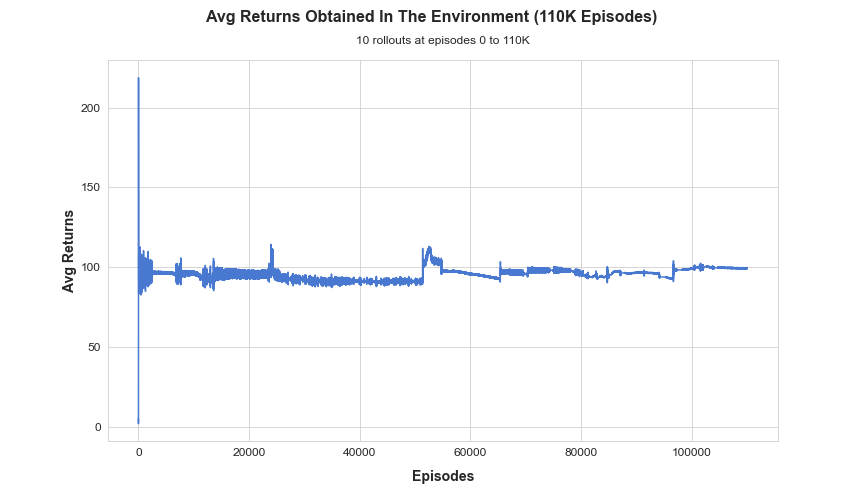 Avg Returns Obtained In The Environment (110K Episodes)
10 rollouts at episodes 0 to 110K
200
150
100
50
0
Avg Returns
0 20000 40000 60000 80000 100000
Episodes